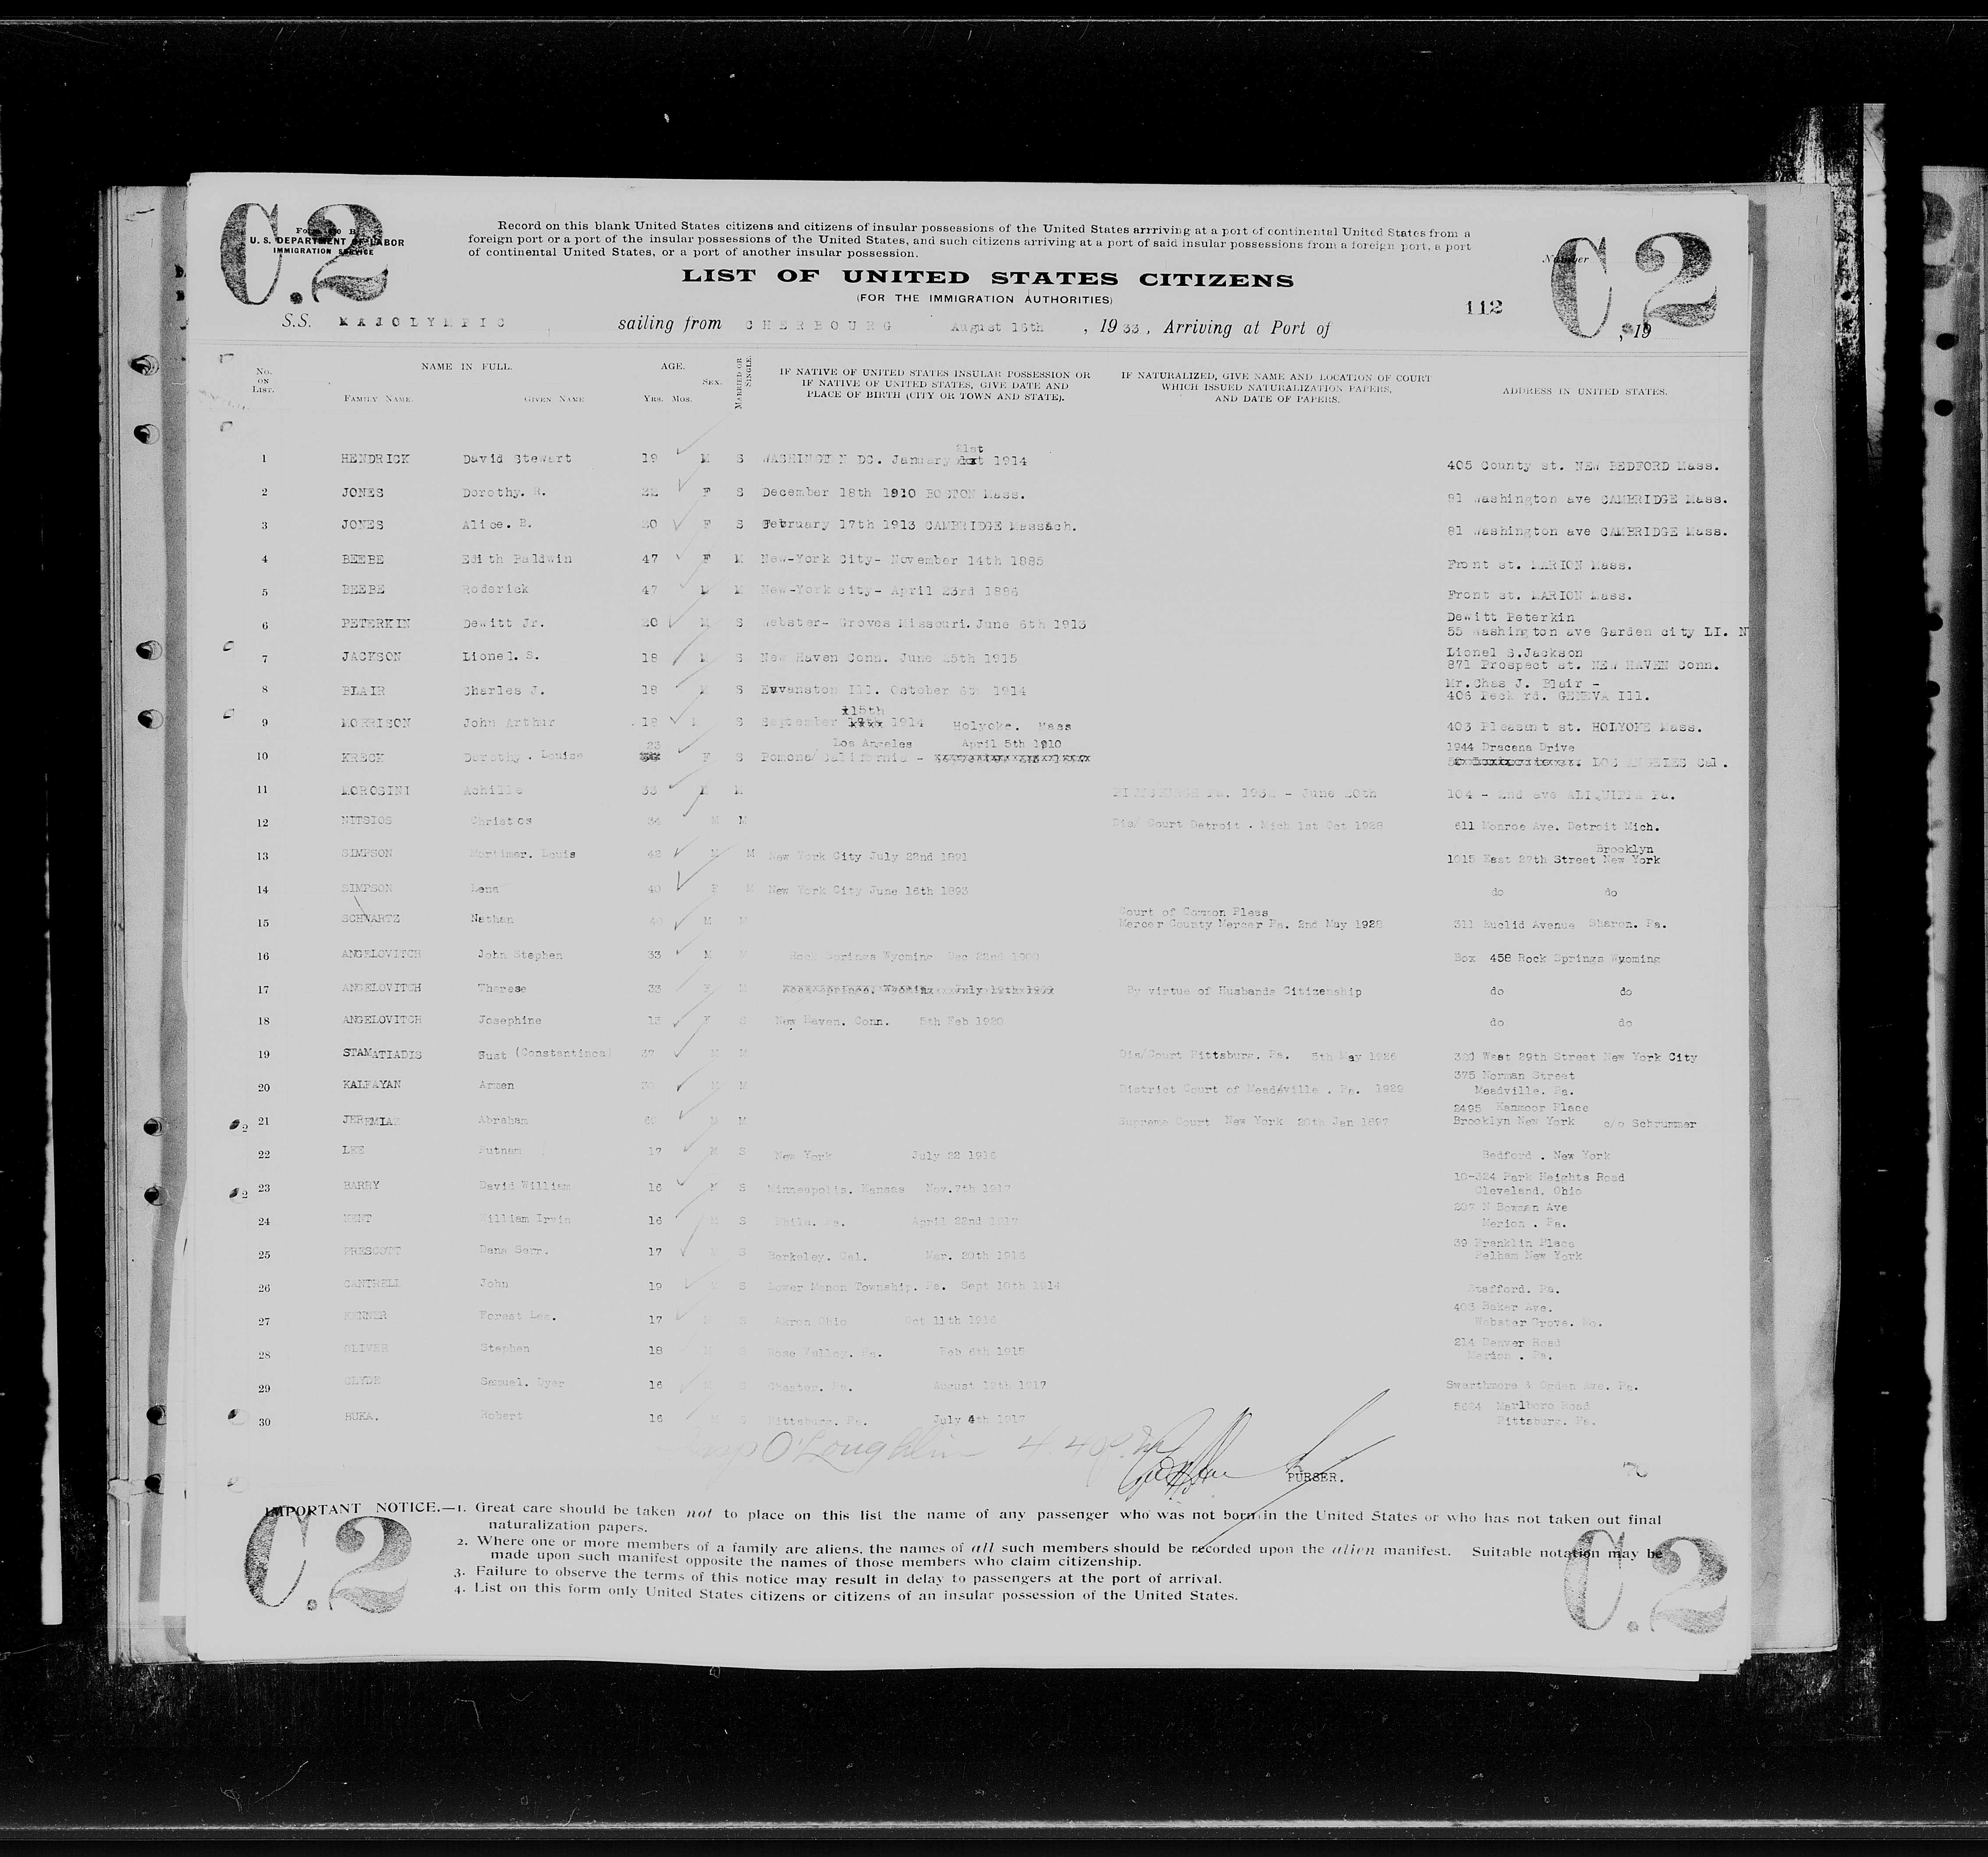 C.2
U. S. DEPARTMENT OF LABOR
IMMIGRATION SERVICE
Record on this blank United States citizens and citizens of insular possessions of the United States arrriving at a port of continental United States from a
foreign port or a port of the insular possessions of the United States, and such citizens arriving at a port of said insular possessions from a foreign port, a port
of continental United States, or a port of another insular possession.
C 2
Number
LIST OF UNITED STATES CITIZENS
(FOR THE IMMIGRATION AUTHORITIES)
112
S.S. sailing from CHERBOURG August 16th , 19 33, Arriving at Port of , 19
No. ON LIST. NAME IN FULL. FAMILY NAME. GIVEN NAME AGE. Yrs. Mos. SEX. MARRIED OR SINGLE. IF NATIVE OF UNITED STATES INSULAR POSSESSION OR IF NATIVE OF UNITED STATES, GIVE DATE AND PLACE OF BIRTH (CITY OR TOWN AND STATE). IF NATURALIZED, GIVE NAME AND LOCATION OF COURT WHICH ISSUED NATURALIZATION PAPERS, AND DATE OF PAPERS. ADDRESS IN UNITED STATES.
21st
1 HENDRICK David Stewart 19 M S WASHINGTON DC. January 1914 405 County st. NEW BEDFORD Mass.
2 JONES Dorothy. R. 22 F S December 18th 1910 BOSTON Mass. 81 Washington ave CAMBRIDGE Mass.
3 JONES Alice. B. 20 F S February 17th 1913 CAMBRIDGE Massach. 81 Washington ave CAMBRIDGE Mass.
4 BEEBE Edith Baldwin 47 F M New-York City- November 14th 1885 Front st. MARION Mass.
5 BEEBE Roderick 47 M M New-York city- April 23rd 1886 Front st. MARION Mass.
6 PETERKIN Dewitt Jr. 20 M S Webster- Groves Missouri. June 6th 1913 Dewitt Peterkin
55 Washington ave Garden city LI. N
7 JACKSON Lionel. S. 18 M S New Haven Conn. June 25th 1915 Lionel S.Jackson
871 Prospect st. NEW HAVEN Conn.
8 BLAIR Charles J. 18 M S Evvanston Ill. October 6th 1914 Mr.Chas J. Blair -
406 Peck rd. GENEVA Ill.
15th
9 MORRISON John Arthur 18 M S September 1914 Holyoke. Mass 403 Pleasant st. HOLYOKE Mass.
23 Los Angeles April 5th 1910 1944 Dracena Drive
10 KRECK Dorothy . Louise F S Pomona/ California - LOS ANGELES Cal.
11 MOROSINI Achille 33 M M PITTSBURGH Pa. 1932 - June 20th 104 - 2nd ave ALIQUIPPA Pa.
12 NITSIOS Christos 34 M M Dis/ Court Detroit . Mich 1st Oct 1928 611 Monroe Ave. Detroit Mich.
13 SIMPSON Mortimer. Louis 42 M M New York City July 22nd 1891 Brooklyn
1015 East 27th Street New York
14 SIMPSON Lena 40 F M New York City June 16th 1893 do do
15 SCHWARTZ Nathan 40 M M Court of Common Pleas
Mercer County Mercer Pa. 2nd May 1928 311 Euclid Avenue Sharon. Pa.
16 ANGELOVITCH John Stephen 33 M M Rock Springs Wyoming Dec 22nd 1900 Box 458 Rock Springs Wyoming
17 ANGELOVITCH Therese 33 F M Rock Springs. Wyoming July 19th 1900 By virtue of Husbands Citizenship do do
18 ANGELOVITCH Josephine 13 F S New Haven. Conn. 5th Feb 1920 do do
19 STAMATIADIS Gust (Constantinos) 37 M M Dis/Court Pittsburg. Pa. 5th May 1926 320 West 29th Street New York City
20 KALFAYAN Armen M M District Court of Meadville . Pa. 1929 375 Norman Street
Meadville. Pa.
21 JEREMIAH Abraham M M Supreme Court New York 20th Jan 1897 2495 Kenmoor Place
Brooklyn New York c/o Schrummer
22 LEE Putnam 17 M S New York July 22 1916 Bedford . New York
23 BARRY David William 16 M S Minneapolis. Kansas Nov.7th 1917 10-324 Park Heights Road
Cleveland. Ohio
24 KENT William Irwin 16 M S Phila. Pa. April 22nd 1917 207 N Bowman Ave
Merion . Pa.
25 PRESCOTT Dana Serr. 17 M S Berkeley. Cal. Mar. 20th 1916 39 Franklin Place
Pelham New York
26 CANTRELL John 19 M S Lower Menon Township. Pa. Sept 10th 1914 Stafford. Pa.
27 KENNER Forest Lee. 17 M S Akron Ohio Oct 11th 1915 403 Baker Ave.
Webster Grove. Mo.
28 OLIVER Stephen 18 M S Rose Valley. Pa. Feb 6th 1915 214 Denver Road
Merion . Pa.
29 CLYDE Samuel. Dyer 16 M S Chester. Pa. August 19th 1917 Swarthmore & Ogden Ave. Pa.
30 BUKA. Robert 16 M S Pittsburg. Pa. July 4th 1917 5624 Marlboro Road
Pittsburg. Pa.
Insp O'Loughlin
PURSER.
IMPORTANT NOTICE.—1. Great care should be taken not to place on this list the name of any passenger who was not born in the United States or who has not taken out final
naturalization papers.
2. Where one or more members of a family are aliens, the names of all such members should be recorded upon the alien manifest. Suitable notation may be
made upon such manifest opposite the names of those members who claim citizenship.
3. Failure to observe the terms of this notice may result in delay to passengers at the port of arrival.
4. List on this form only United States citizens or citizens of an insular possession of the United States.
C.2
C.2